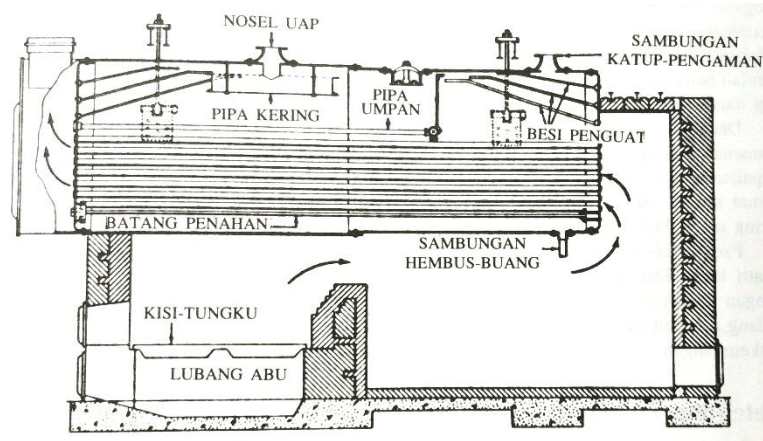 NOSEL UAP
SAMBUNGAN
KATUP-PENGAMAN
PIPA KERING
PIPA
UMPAN
BESI PENGUAT
BATANG PENAHAN
SAMBUNGAN
HEMBUS-BUANG
KISI-TUNGKU
LUBANG ABU